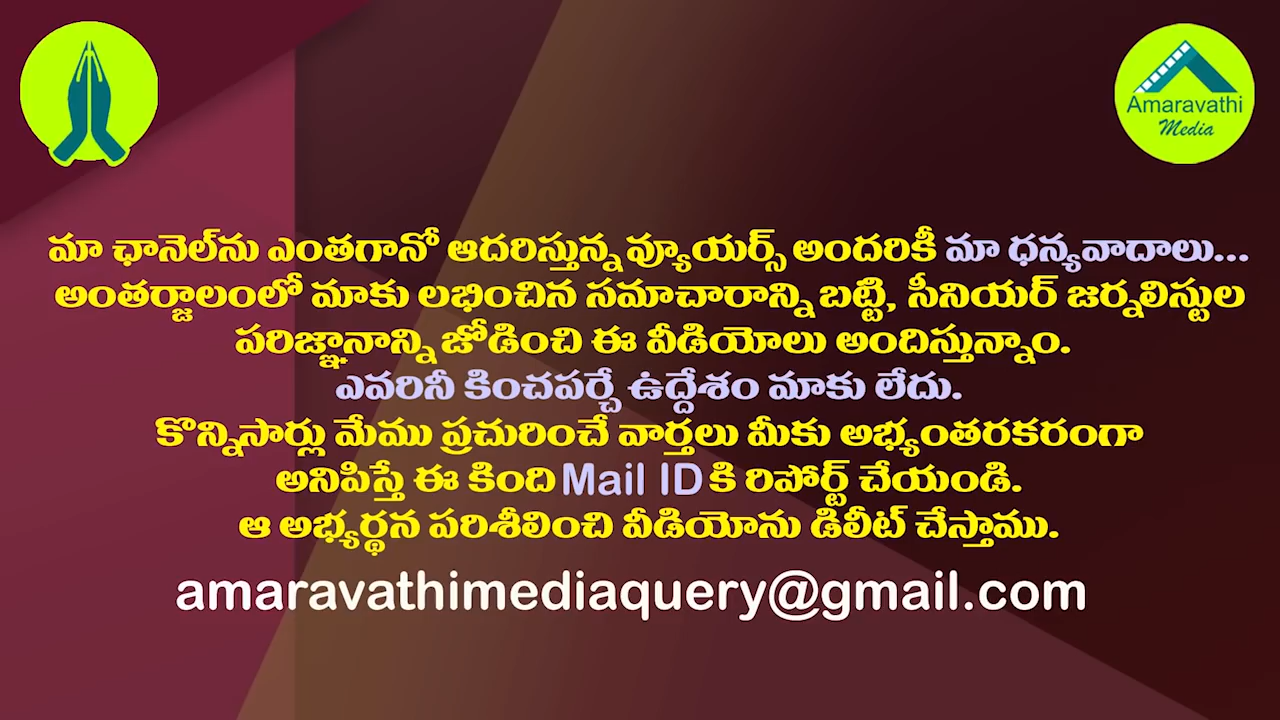 Amaravathi
Media
మా ఛానెల్‌ను ఎంతగానో ఆదరిస్తున్న వ్యూయర్స్ అందరికీ మా ధన్యవాదాలు...
అంతర్జాలంలో మాకు లభించిన సమాచారాన్ని బట్టి, సీనియర్ జర్నలిస్టుల
పరిజ్ఞానాన్ని జోడించి ఈ వీడియోలు అందిస్తున్నాం.
ఎవరినీ కించపర్చే ఉద్దేశం మాకు లేదు.
కొన్నిసార్లు మేము ప్రచురించే వార్తలు మీకు అభ్యంతరకరంగా
అనిపిస్తే ఈ కింది Mail ID కి రిపోర్ట్ చేయండి.
ఆ అభ్యర్థన పరిశీలించి వీడియోను డిలీట్ చేస్తాము.
amaravathimediaquery@gmail.com